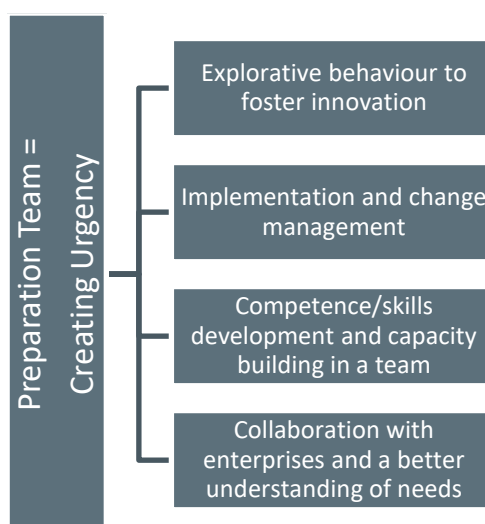 Preparation Team =
Creating Urgency
Explorative behaviour to
foster innovation
Implementation and change
management
Competence/skills
development and capacity
building in a team
Collaboration with
enterprises and a better
understanding of needs